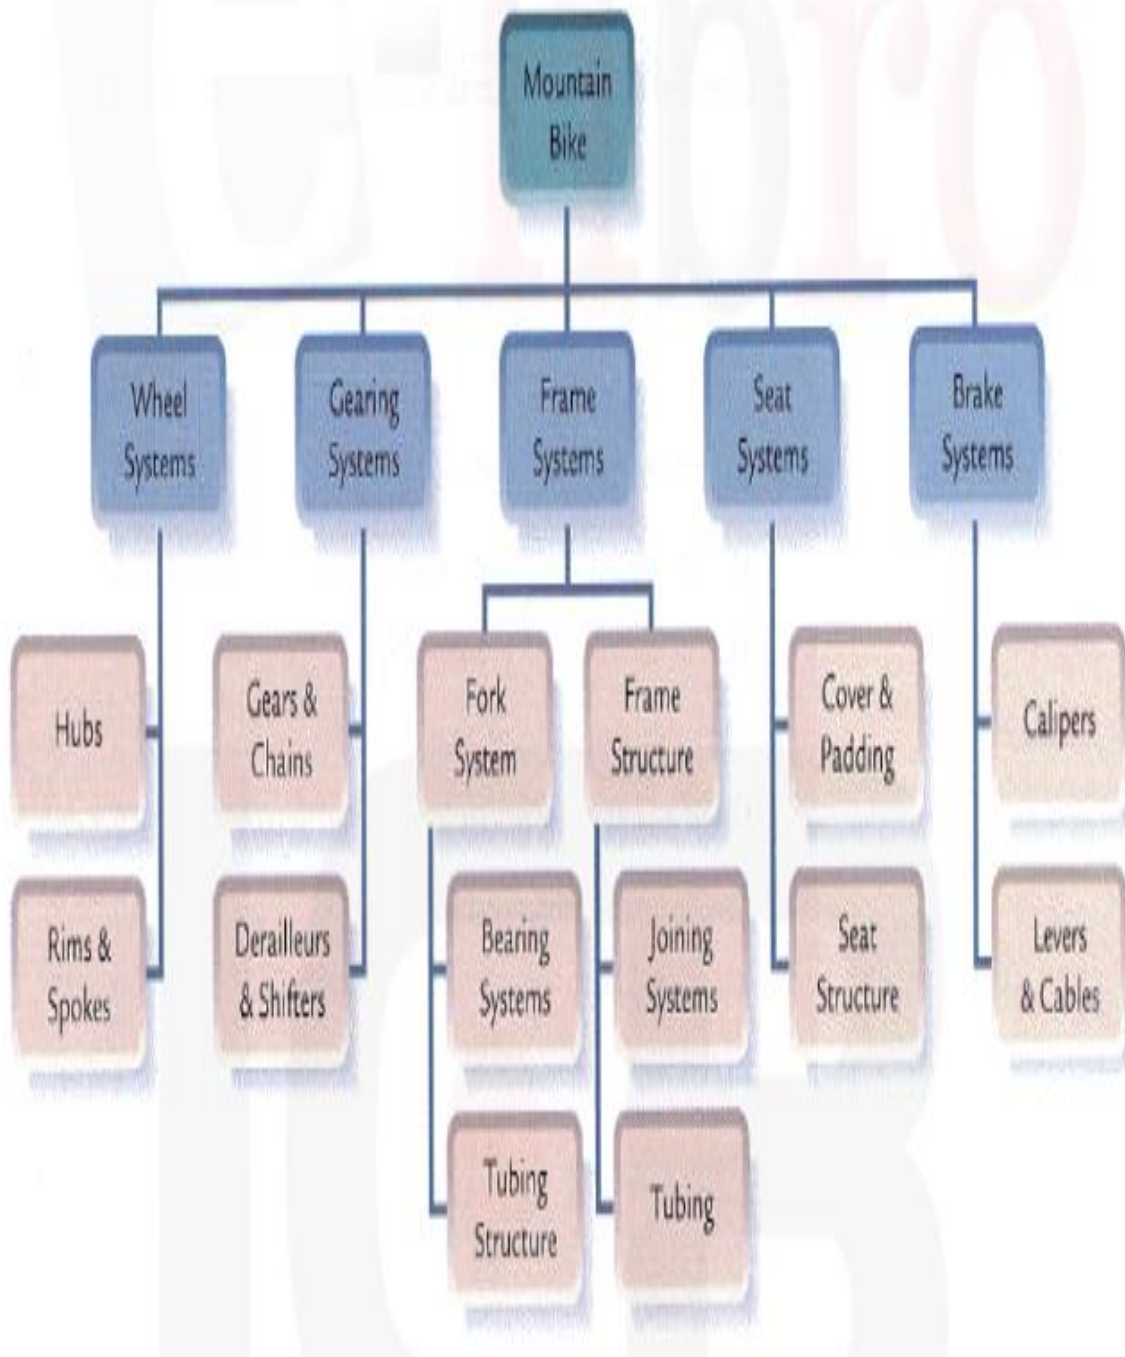 Mountain
Bike
Wheel
Systems
Gearing
Systems
Frame
Systems
Seat
Systems
Brake
Systems
Hubs
Gears &
Chains
Fork
System
Frame
Structure
Cover &
Padding
Calipers
Rims &
Spokes
Derailleurs
& Shifters
Bearing
Systems
Joining
Systems
Seat
Structure
Levers
& Cables
Tubing
Structure
Tubing